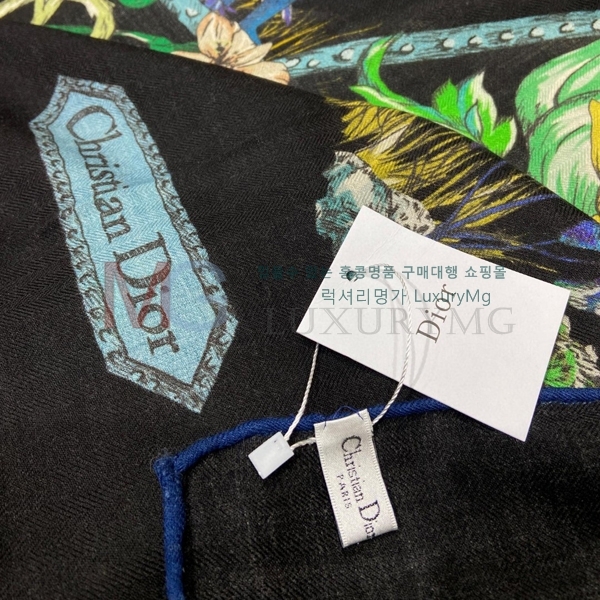 Christian Dior
홍콩명품 구매대행 쇼핑몰
럭셔리명가 LuxuryMg
LUXURYMG
Dior
Christian Dior
PARIS